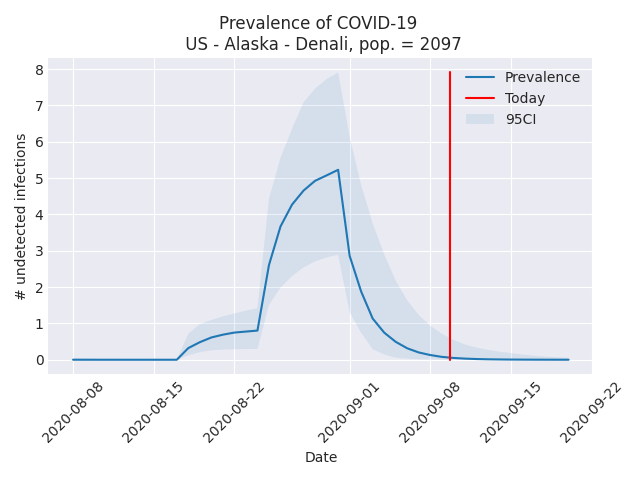 Prevalence of COVID-19
US - Alaska - Denali, pop. = 2097
8
7
6
5
4
3
2
1
0
# undetected infections
Prevalence
Today
95CI
2020-08-08
2020-08-15
2020-08-22
2020-09-01
2020-09-08
2020-09-15
2020-09-22
Date